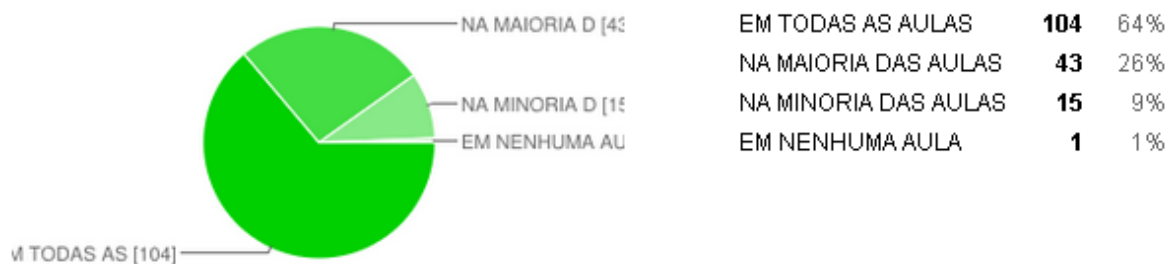 NA MAIORIA D [43
NA MINORIA D [15
EM NENHUMA AU
M TODAS AS [104]
EM TODAS AS AULAS 104 64%
NA MAIORIA DAS AULAS 43 26%
NA MINORIA DAS AULAS 15 9%
EM NENHUMA AULA 1 1%